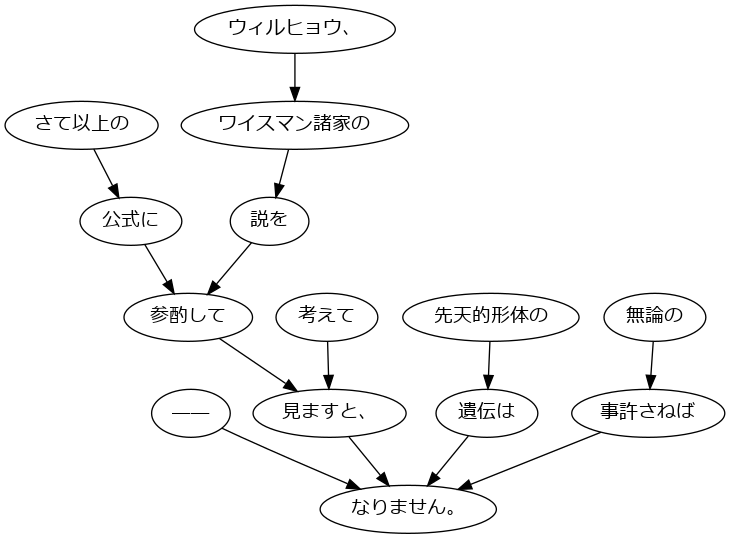 ウィルヒョウ、
さて以上の
ワイスマン諸家の
公式に
説を
参酌して
考えて
先天的形体の
無論の
――
見ますと、
遺伝は
事許さねば
なりません。